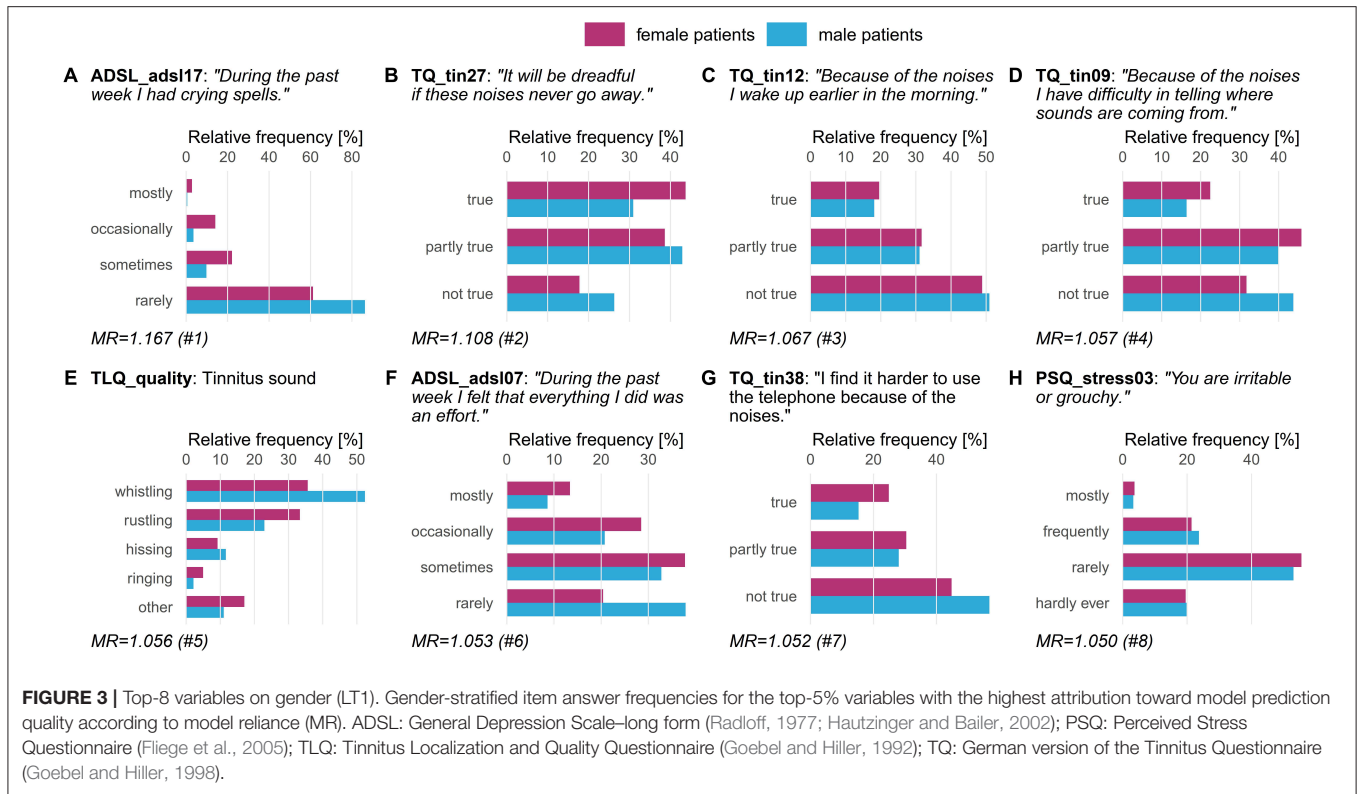 female patients male patients
A ADSL_adsl17: "During the past
week I had crying spells."
Relative frequency [%]
0 20 40 60 80
mostly
occasionally
sometimes
rarely
MR=1.167 (#1)
B TQ_tin27: "It will be dreadful
if these noises never go away."
Relative frequency [%]
0 10 20 30 40
true
partly true
not true
MR=1.108 (#2)
C TQ_tin12: "Because of the noises
I wake up earlier in the morning."
Relative frequency [%]
0 10 20 30 40 50
true
partly true
not true
MR=1.067 (#3)
D TQ_tin09: "Because of the noises
I have difficulty in telling where
sounds are coming from."
Relative frequency [%]
0 10 20 30 40
true
partly true
not true
MR=1.057 (#4)
E TLQ_quality: Tinnitus sound
Relative frequency [%]
0 10 20 30 40 50
whistling
rustling
hissing
ringing
other
MR=1.056 (#5)
F ADSL_adsl07: "During the past
week I felt that everything I did was
an effort."
Relative frequency [%]
0 10 20 30
mostly
occasionally
sometimes
rarely
MR=1.053 (#6)
G TQ_tin38: "I find it harder to use
the telephone because of the
noises."
Relative frequency [%]
0 20 40
true
partly true
not true
MR=1.052 (#7)
H PSQ_stress03: "You are irritable
or grouchy."
Relative frequency [%]
0 20 40
mostly
frequently
rarely
hardly ever
MR=1.050 (#8)
FIGURE 3 | Top-8 variables on gender (LT1). Gender-stratified item answer frequencies for the top-5% variables with the highest attribution toward model prediction
quality according to model reliance (MR). ADSL: General Depression Scale–long form (Radloff, 1977; Hautzinger and Bailer, 2002); PSQ: Perceived Stress
Questionnaire (Fliege et al., 2005); TLQ: Tinnitus Localization and Quality Questionnaire (Goebel and Hiller, 1992); TQ: German version of the Tinnitus Questionnaire
(Goebel and Hiller, 1998).